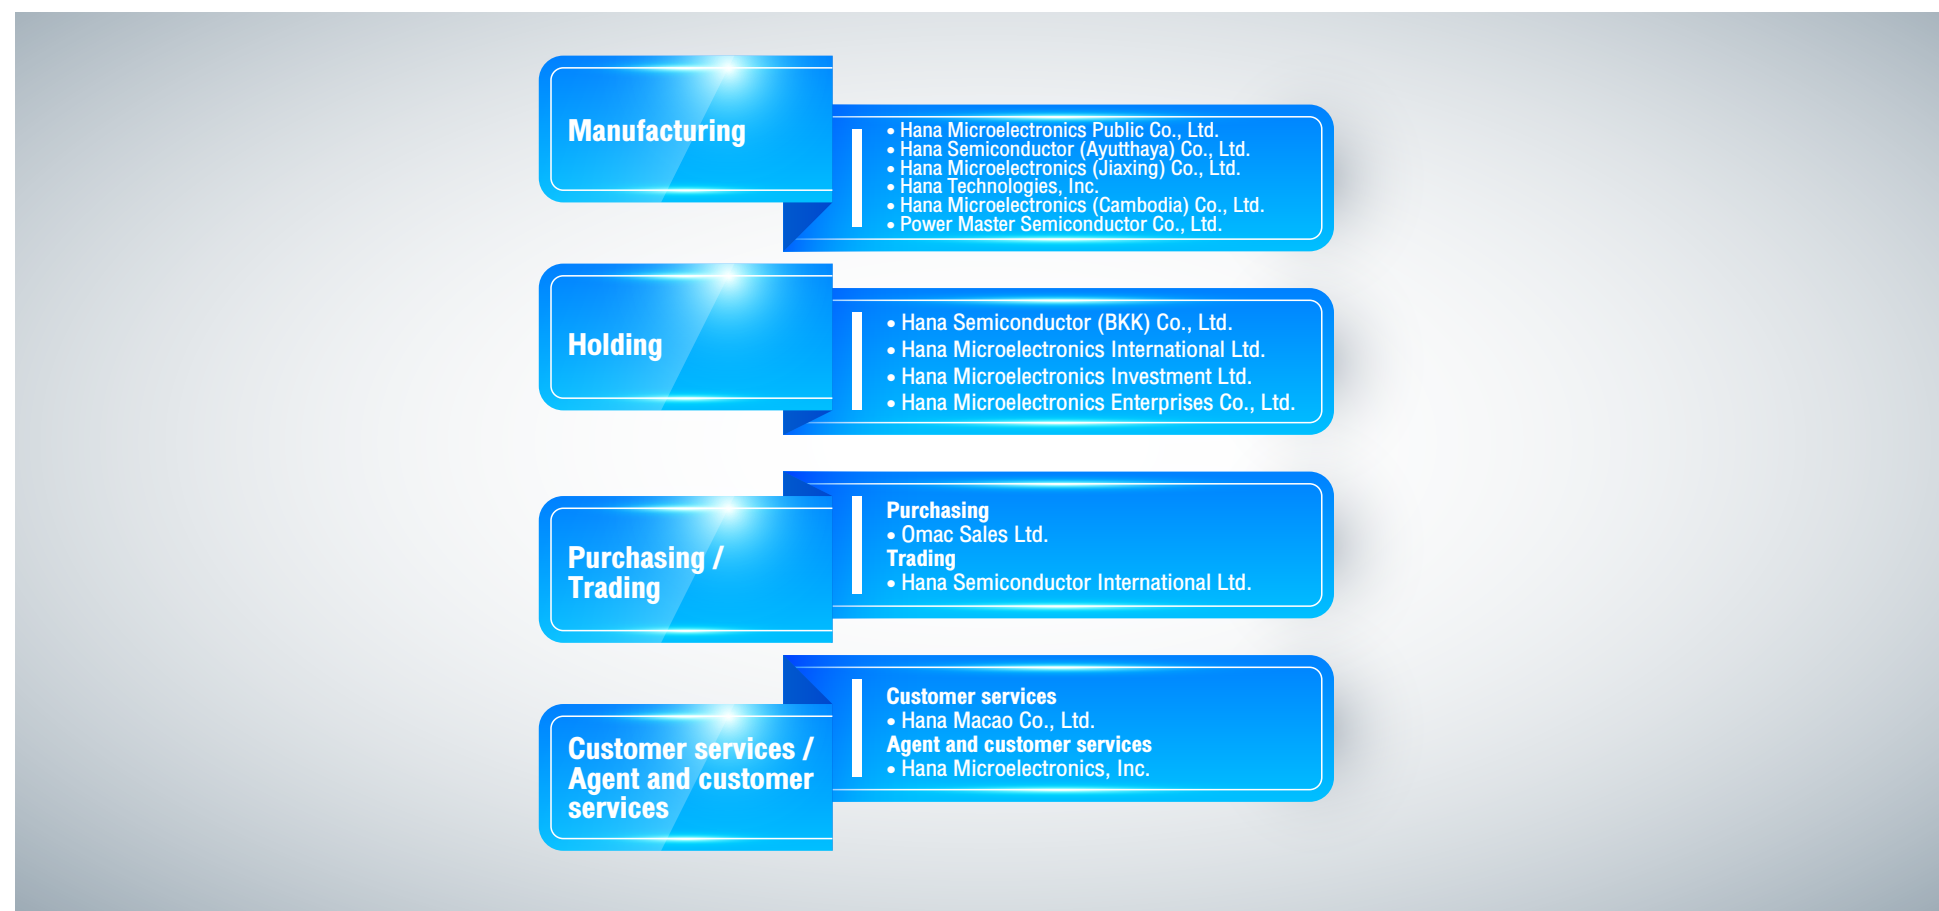 Manufacturing
• Hana Microelectronics Public Co., Ltd.
• Hana Semiconductor (Ayutthaya) Co., Ltd.
• Hana Microelectronics (Jiaxing) Co., Ltd.
• Hana Technologies, Inc.
• Hana Microelectronics (Cambodia) Co., Ltd.
• Power Master Semiconductor Co., Ltd.
Holding
• Hana Semiconductor (BKK) Co., Ltd.
• Hana Microelectronics International Ltd.
• Hana Microelectronics Investment Ltd.
• Hana Microelectronics Enterprises Co., Ltd.
Purchasing /
Trading
Purchasing
• Omac Sales Ltd.
Trading
• Hana Semiconductor International Ltd.
Customer services /
Agent and customer
services
Customer services
• Hana Macao Co., Ltd.
Agent and customer services
• Hana Microelectronics, Inc.